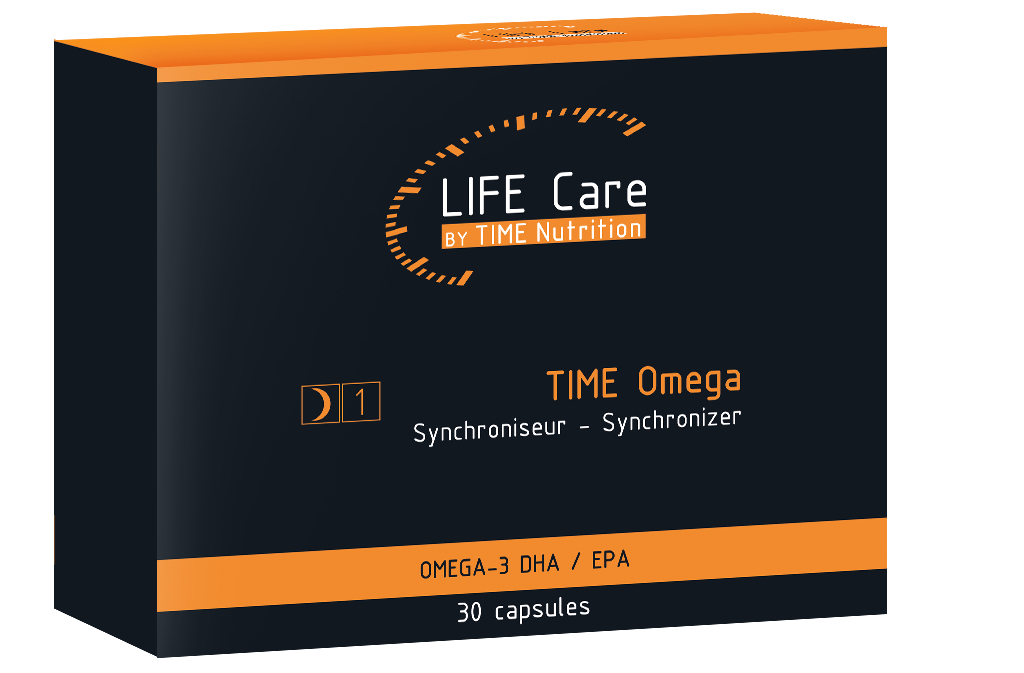 LIFE Care
BY TIME Nutrition
1
TIME Omega
Synchroniseur - Synchronizer
OMEGA-3 DHA / EPA
30 capsules